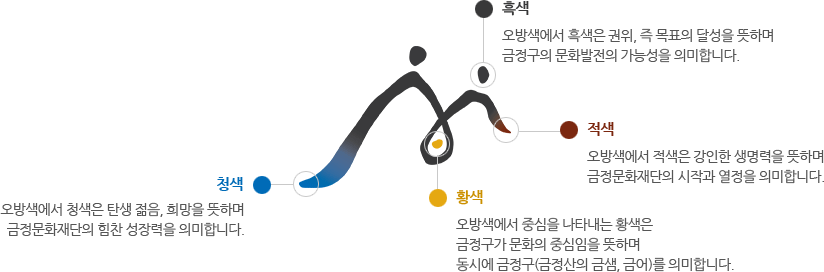 흑색
오방색에서 흑색은 권위, 즉 목표의 달성을 뜻하며
금정구의 문화발전의 가능성을 의미합니다.
적색
오방색에서 적색은 강인한 생명력을 뜻하며
금정문화재단의 시작과 열정을 의미합니다.
청색
오방색에서 청색은 탄생 젊음, 희망을 뜻하며
금정문화재단의 힘찬 성장력을 의미합니다.
황색
오방색에서 중심을 나타내는 황색은
금정구가 문화의 중심임을 뜻하며
동시에 금정구(금정산의 금샘, 금어)를 의미합니다.